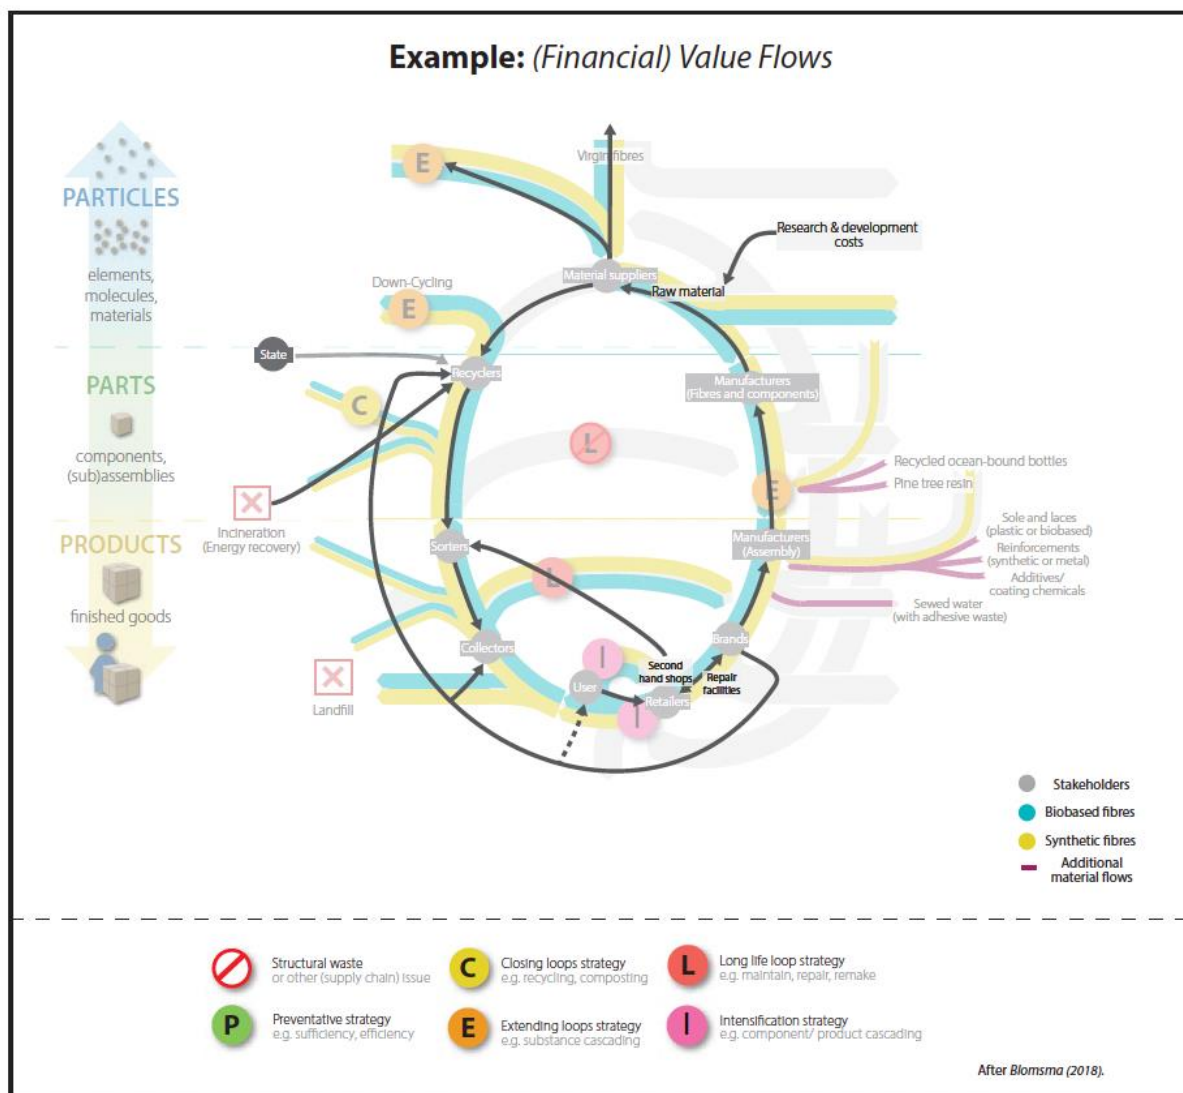 Example: (Financial) Value Flows
E
Virgin fibres
PARTICLES
Research & development
costs
elements,
molecules,
materials
Material suppliers
Raw material
Down-Cycling
E
State
Recyclers
PARTS
Manufacturers
(Fibres and components)
C
components,
(sub)assemblies
L
Recycled ocean-bound bottles
Pine tree resin
E
Incineration
(Energy recovery)
PRODUCTS
Sorters
Manufacturers
(Assembly)
Sole and laces
(plastic or biobased)
Reinforcements
(synthetic or metal)
Additives/
coating chemicals
L
finished goods
Sewed water
(with adhesive waste)
Collectors
Brands
I
Second
hand shops
Repair
facilities
User
Retailers
I
Landfill
Stakeholders
Biobased fibres
Synthetic fibres
Additional
material flows
Structural waste
or other (supply chain) issue
C
Closing loops strategy
e.g. recycling, composting
L
Long life loop strategy
e.g. maintain, repair, remake
P
Preventative strategy
e.g. sufficiency, efficiency
E
Extending loops strategy
e.g. substance cascading
I
Intensification strategy
e.g. component/ product cascading
After Blomsma (2018).